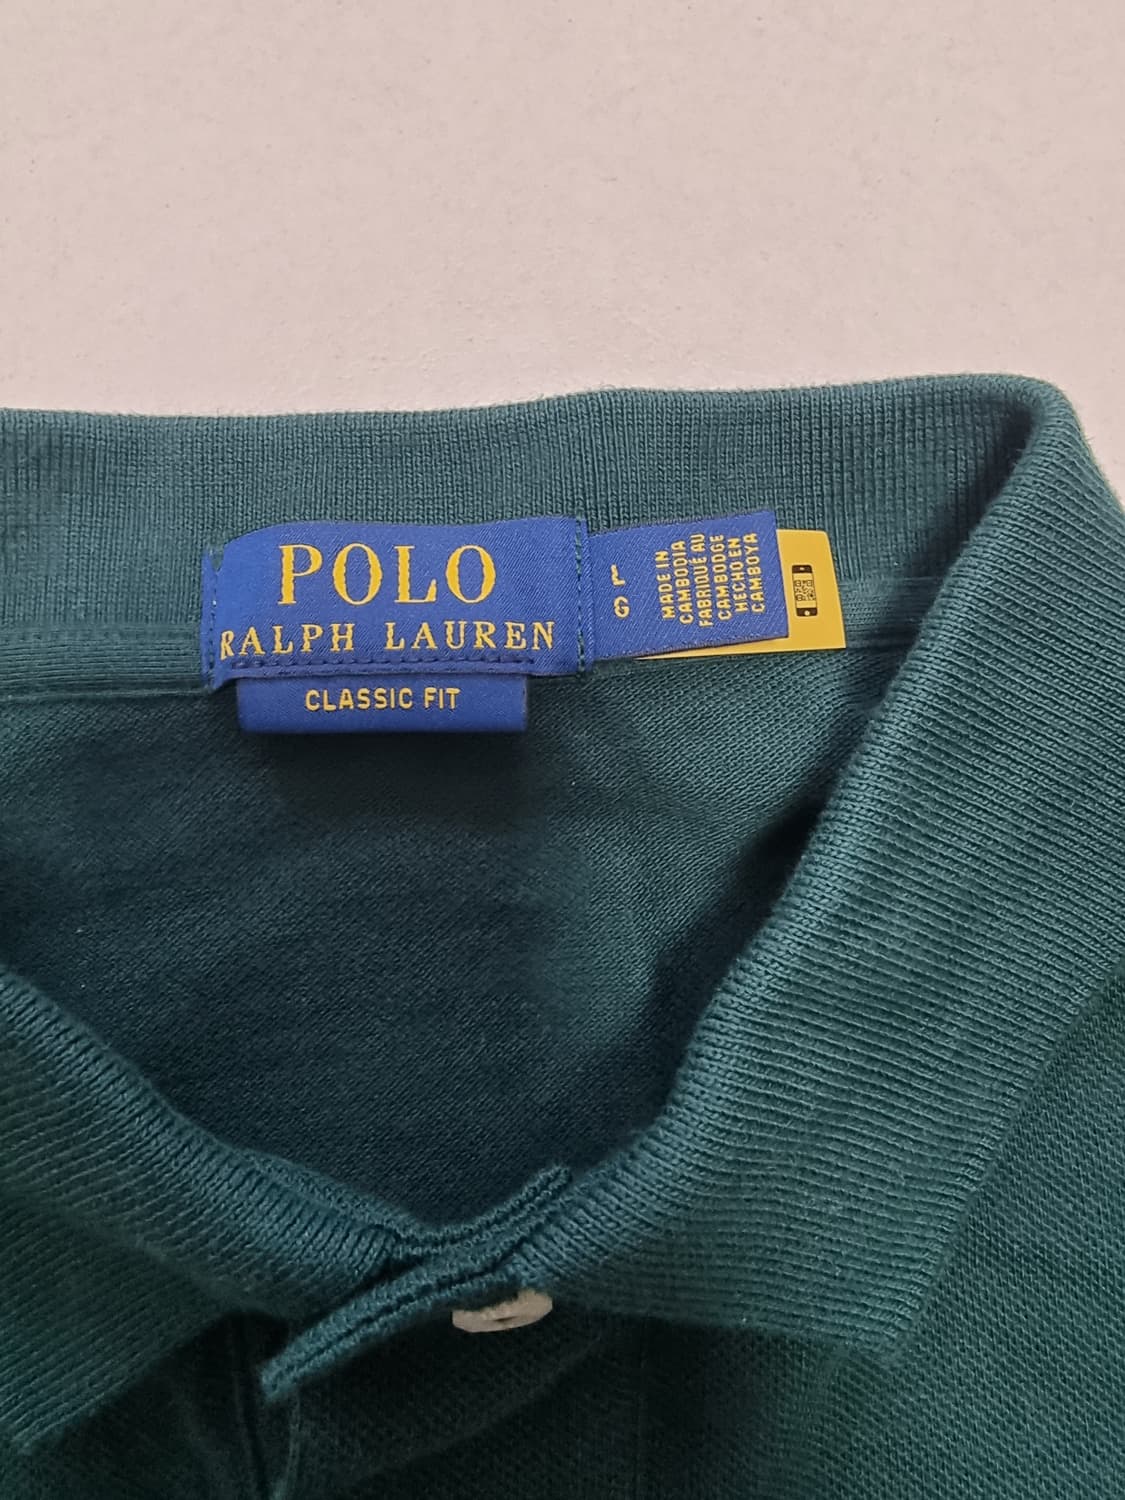 POLO
RALPH LAUREN
CLASSIC FIT
L
G
MADE IN
CAMBODIA
FABRIQUÉ AU
CAMBODGE
HECHO EN
CAMBOYA